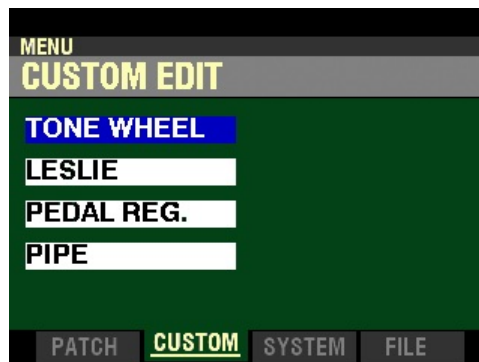 MENU
CUSTOM EDIT
TONE WHEEL
LESLIE
PEDAL REG.
PIPE
PATCH CUSTOM SYSTEM FILE